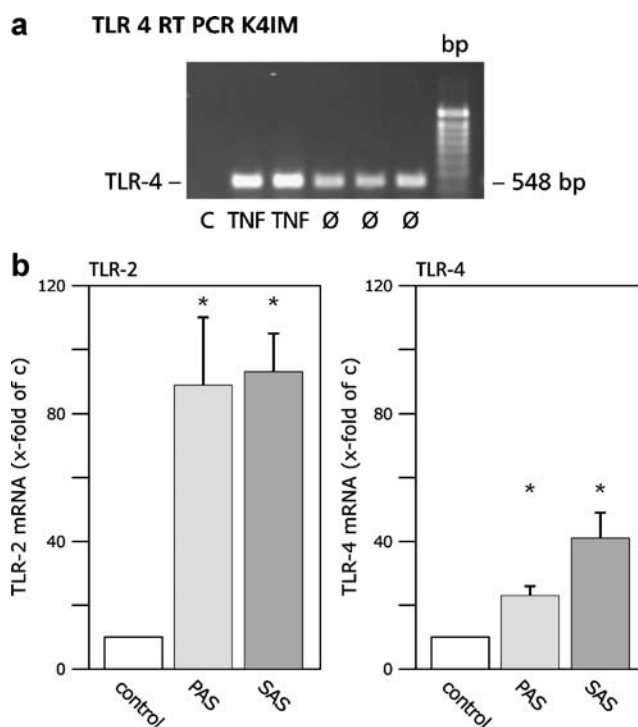 a TLR 4 RT PCR K4IM
bp
TLR-4 – – 548 bp
C TNF TNF Ø Ø Ø
b
TLR-2
120
80
40
0
TLR-2 mRNA (x-fold of c)
* *
control PAS SAS
TLR-4
120
80
40
0
TLR-4 mRNA (x-fold of c)
* *
control PAS SAS